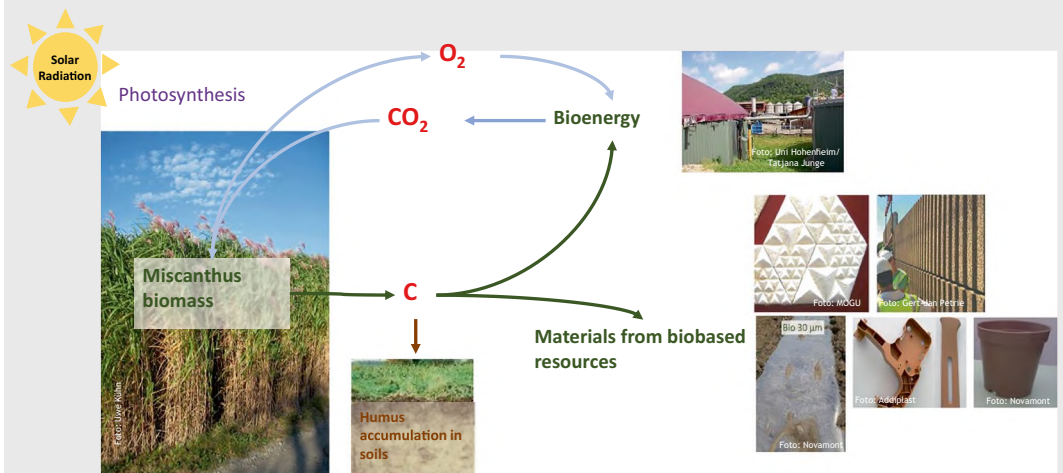 Solar
Radiation
Photosynthesis
O₂
CO₂
Bioenergy
Foto: Uni Hohenheim/
Tatjana Junge
Miscanthus
biomass
C
Foto: MOGU
Foto: Gert-Jan Petrie
Materials from biobased
resources
Bio 30 µm
Foto: Novamont
Foto: Addiplast
Foto: Novamont
Humus
accumulation in
soils
Foto: Uwe Kühn